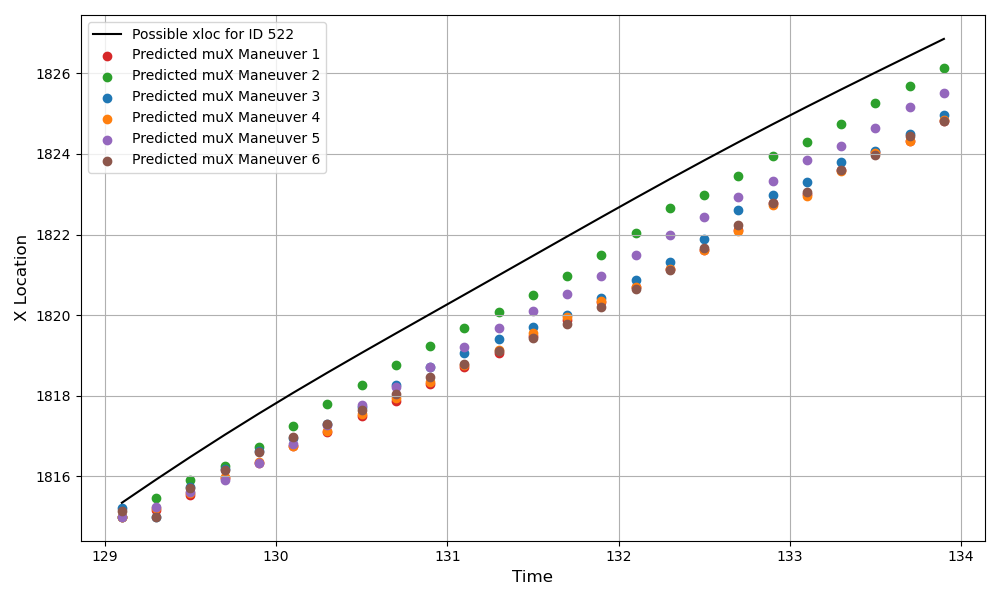 Possible xloc for ID 522
Predicted muX Maneuver 1
Predicted muX Maneuver 2
Predicted muX Maneuver 3
Predicted muX Maneuver 4
Predicted muX Maneuver 5
Predicted muX Maneuver 6
1826
1824
1822
1820
1818
1816
X Location
129 130 131 132 133 134
Time